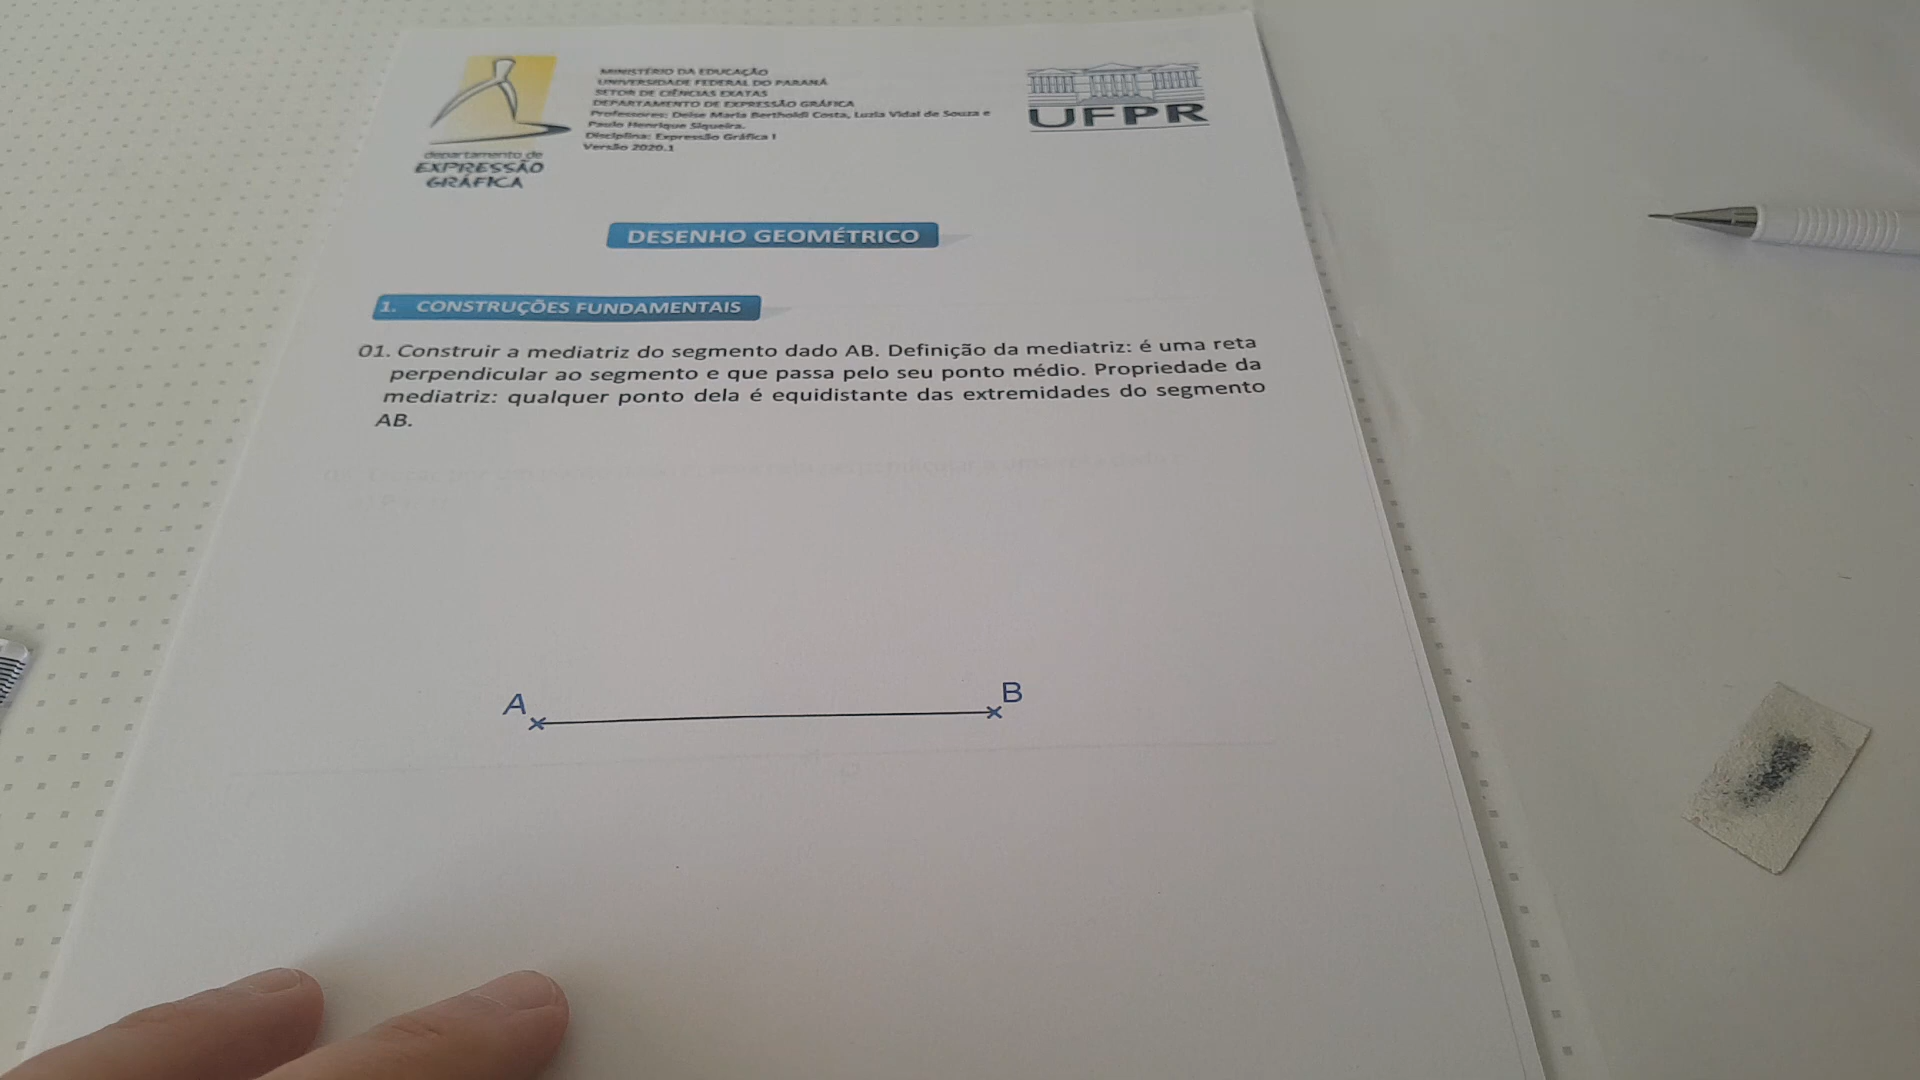 departamento de
EXPRESSÃO
GRÁFICA
MINISTÉRIO DA EDUCAÇÃO
UNIVERSIDADE FEDERAL DO PARANÁ
SETOR DE CIÊNCIAS EXATAS
DEPARTAMENTO DE EXPRESSÃO GRÁFICA
Professores: Deise Maria Bertholdi Costa, Luzia Vidal de Souza e
Paulo Henrique Siqueira.
Disciplina: Expressão Gráfica I
Versão 2020.1
UFPR
DESENHO GEOMÉTRICO
1. CONSTRUÇÕES FUNDAMENTAIS
01. Construir a mediatriz do segmento dado AB. Definição da mediatriz: é uma reta
perpendicular ao segmento e que passa pelo seu ponto médio. Propriedade da
mediatriz: qualquer ponto dela é equidistante das extremidades do segmento
AB.
A
B